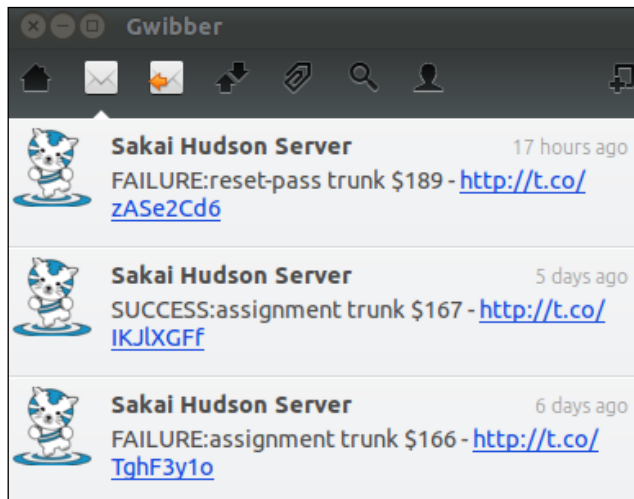 Gwibber
Sakai Hudson Server 17 hours ago
FAILURE:reset-pass trunk $189 - http://t.co/
zASe2Cd6
Sakai Hudson Server 5 days ago
SUCCESS:assignment trunk $167 - http://t.co/
IKJlXGFf
Sakai Hudson Server 6 days ago
FAILURE:assignment trunk $166 - http://t.co/
TghF3y1o